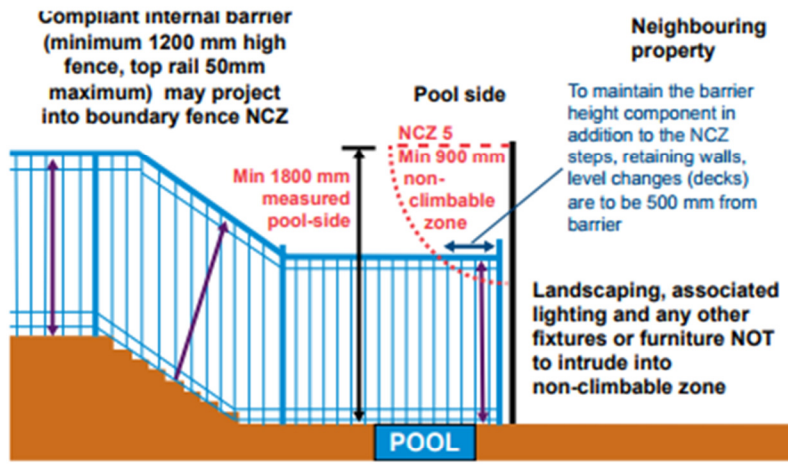 Compliant internal barrier
(minimum 1200 mm high
fence, top rail 50mm
maximum) may project
into boundary fence NCZ
Neighbouring
property
To maintain the barrier
height component in
addition to the NCZ
steps, retaining walls,
level changes (decks)
are to be 500 mm from
barrier
Pool side
NCZ 5
Min 900 mm
non-
climbable
zone
Min 1800 mm
measured
pool-side
Landscaping, associated
lighting and any other
fixtures or furniture NOT
to intrude into
non-climbable zone
POOL